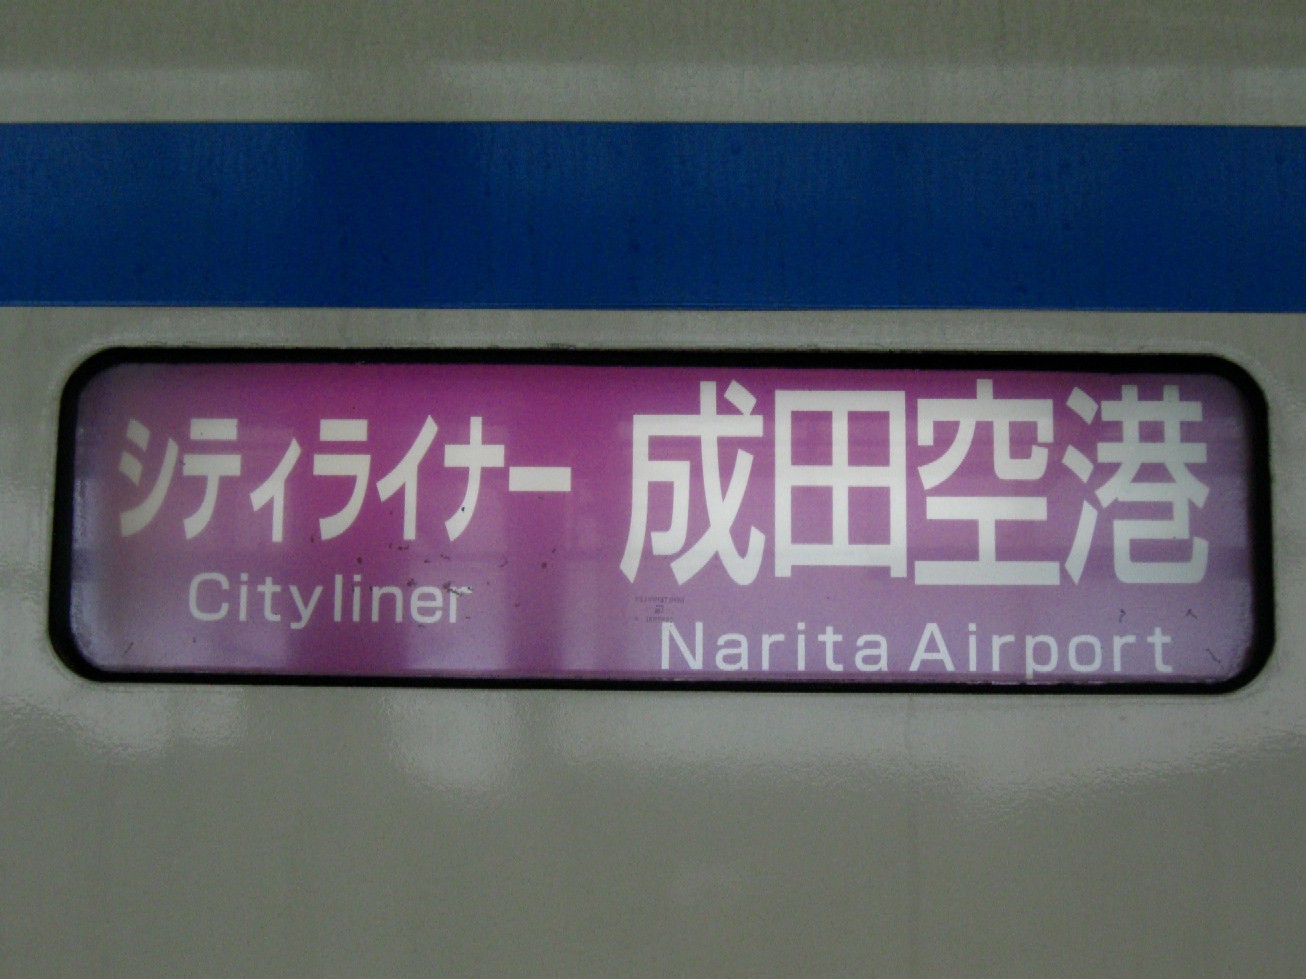 シティライナー
Cityliner
成田空港
Narita Airport